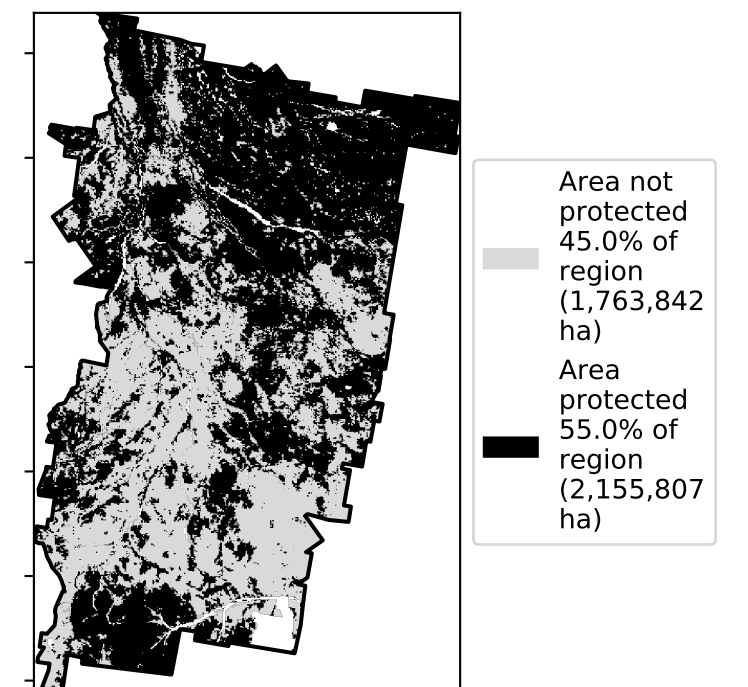 Area not
protected
45.0% of
region
(1,763,842
ha)
Area
protected
55.0% of
region
(2,155,807
ha)